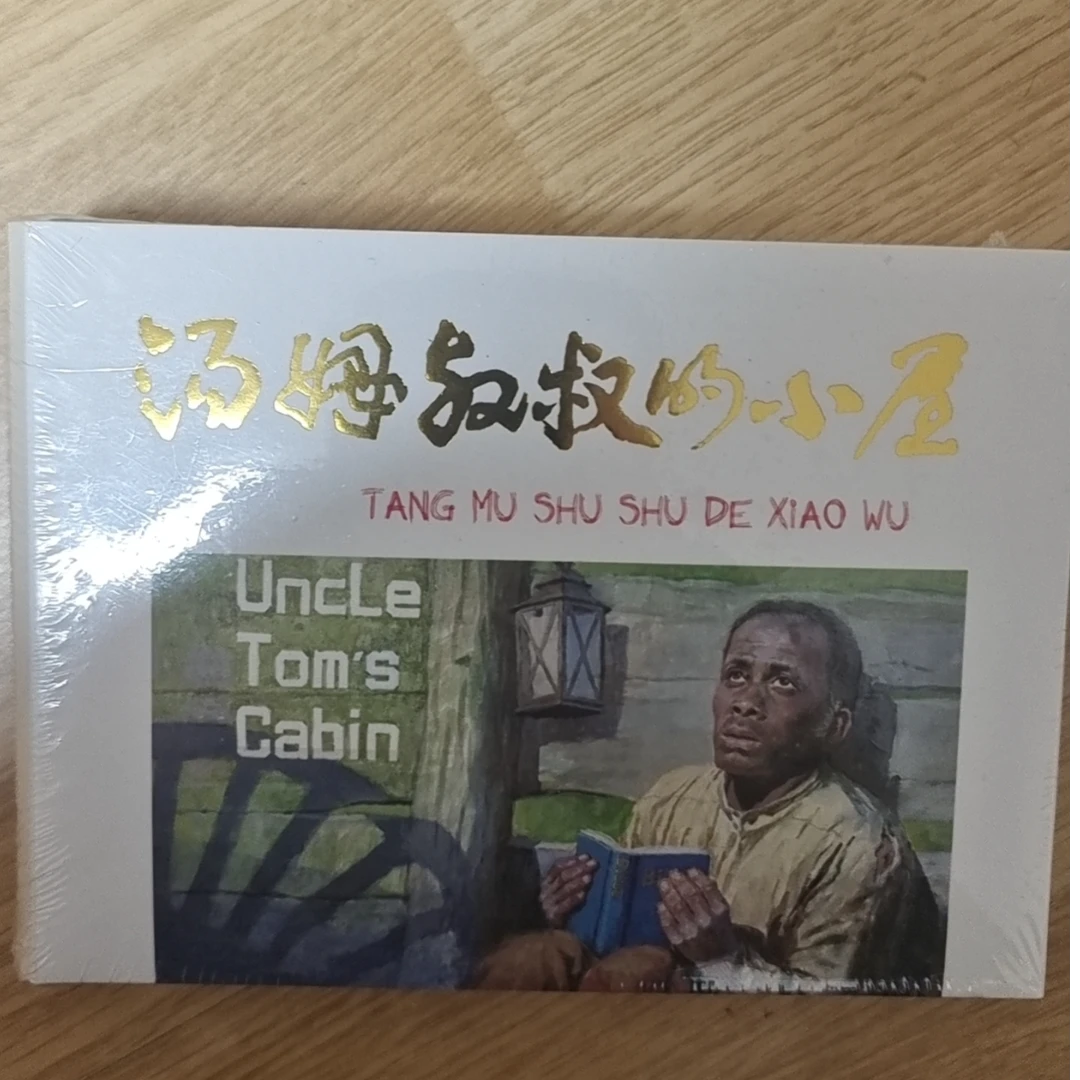 汤姆叔叔的小屋
TANG MU SHU SHU DE XIAO WU
Uncle
Tom's
Cabin